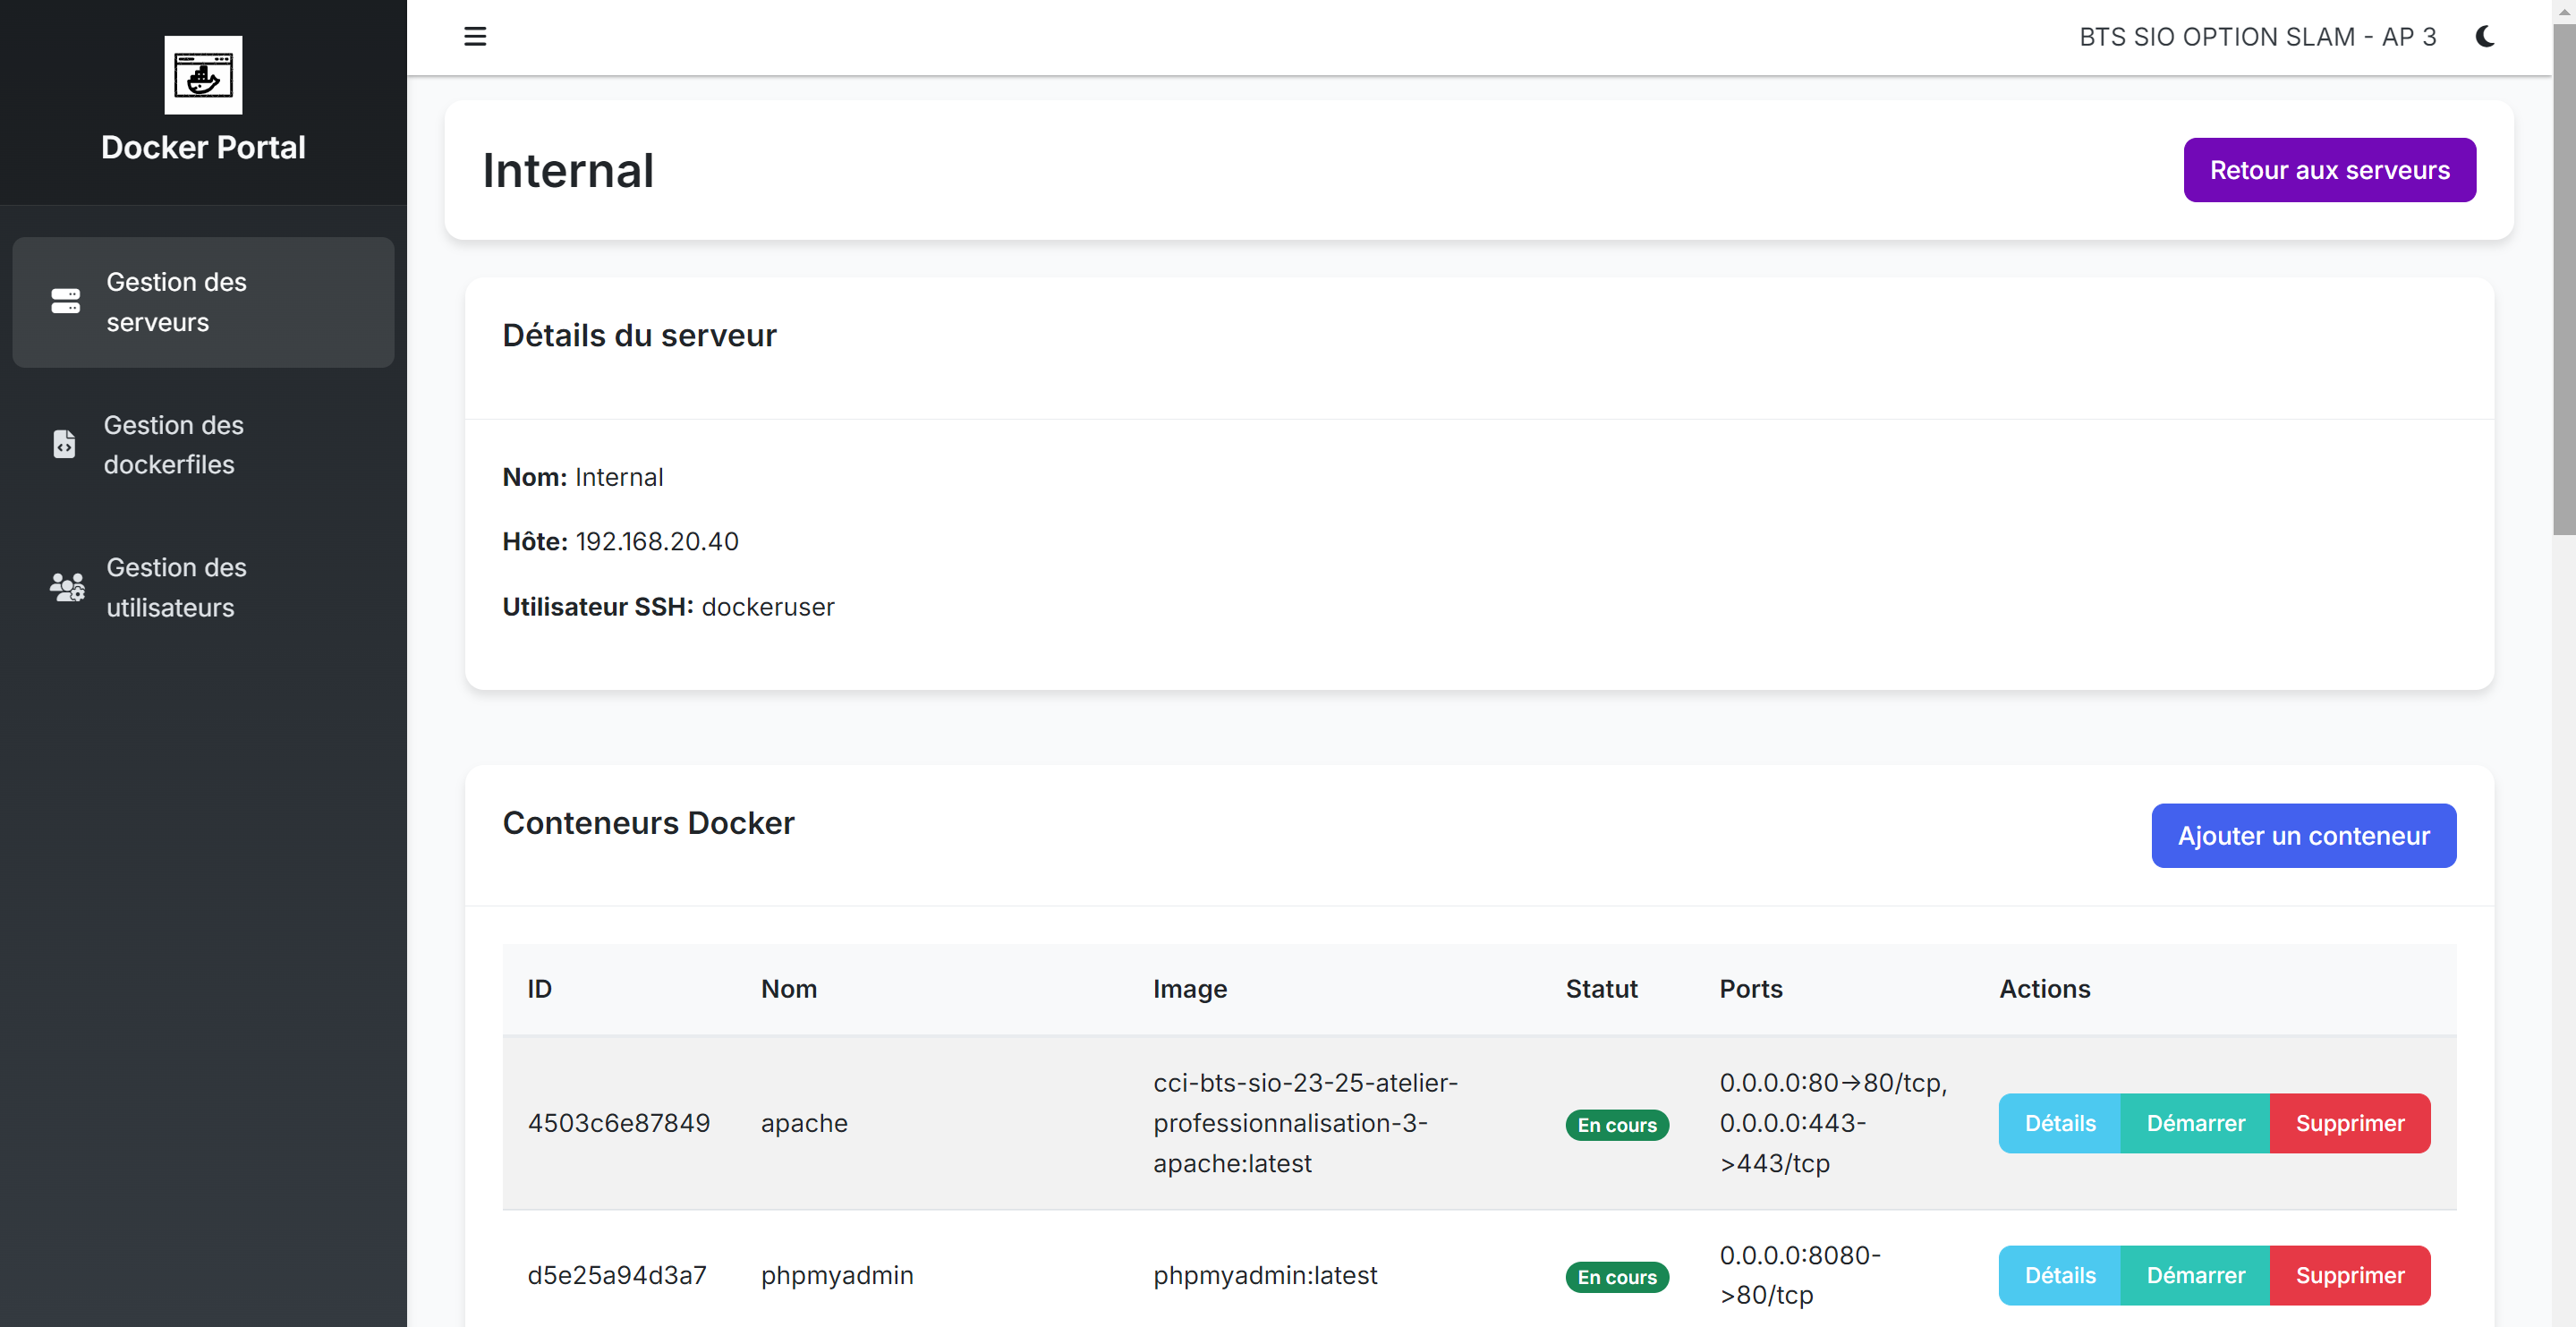 Docker Portal
Gestion des
serveurs
Gestion des
dockerfiles
Gestion des
utilisateurs
BTS SIO OPTION SLAM - AP 3
Internal
Retour aux serveurs
Détails du serveur
Nom: Internal
Hôte: 192.168.20.40
Utilisateur SSH: dockeruser
Conteneurs Docker
Ajouter un conteneur
ID Nom Image Statut Ports Actions
cci-bts-sio-23-25-atelier- 0.0.0.0:80->80/tcp,
4503c6e87849 apache professionnalisation-3- En cours 0.0.0.0:443- Détails Démarrer Supprimer
apache:latest >443/tcp
0.0.0.0:8080-
d5e25a94d3a7 phpmyadmin phpmyadmin:latest En cours Détails Démarrer Supprimer
>80/tcp